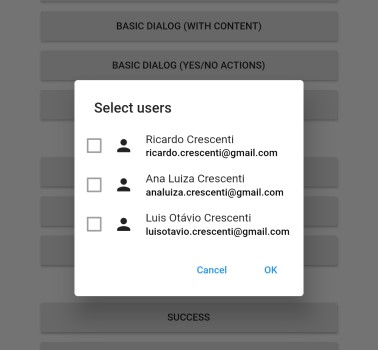 BASIC DIALOG (WITH CONTENT)
BASIC DIALOG (YES/NO ACTIONS)
Select users
Ricardo Crescenti
ricardo.crescenti@gmail.com
Ana Luiza Crescenti
analuiza.crescenti@gmail.com
Luis Otávio Crescenti
luisotavio.crescenti@gmail.com
Cancel OK
SUCCESS